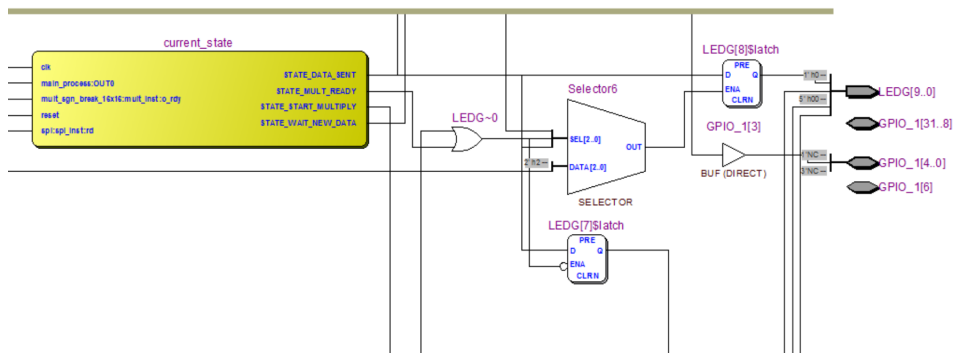 current_state
clk
main_process:OUT0
mult_sgn_break_16x16:mult_inst:o_rdy
reset
spi:spi_inst:rd
STATE_DATA_SENT
STATE_MULT_READY
STATE_START_MULTIPLY
STATE_WAIT_NEW_DATA
LEDG~0
Selector6
SEL[2..0]
DATA[2..0]
OUT
2' h2 --
SELECTOR
LEDG[7]$latch
PRE
D Q
ENA
CLRN
LEDG[8]$latch
PRE
D Q
ENA
CLRN
GPIO_1[3]
BUF (DIRECT)
1' h0 --
5' h00 --
1'NC --
3'NC --
LEDG[9..0]
GPIO_1[31..8]
GPIO_1[4..0]
GPIO_1[6]